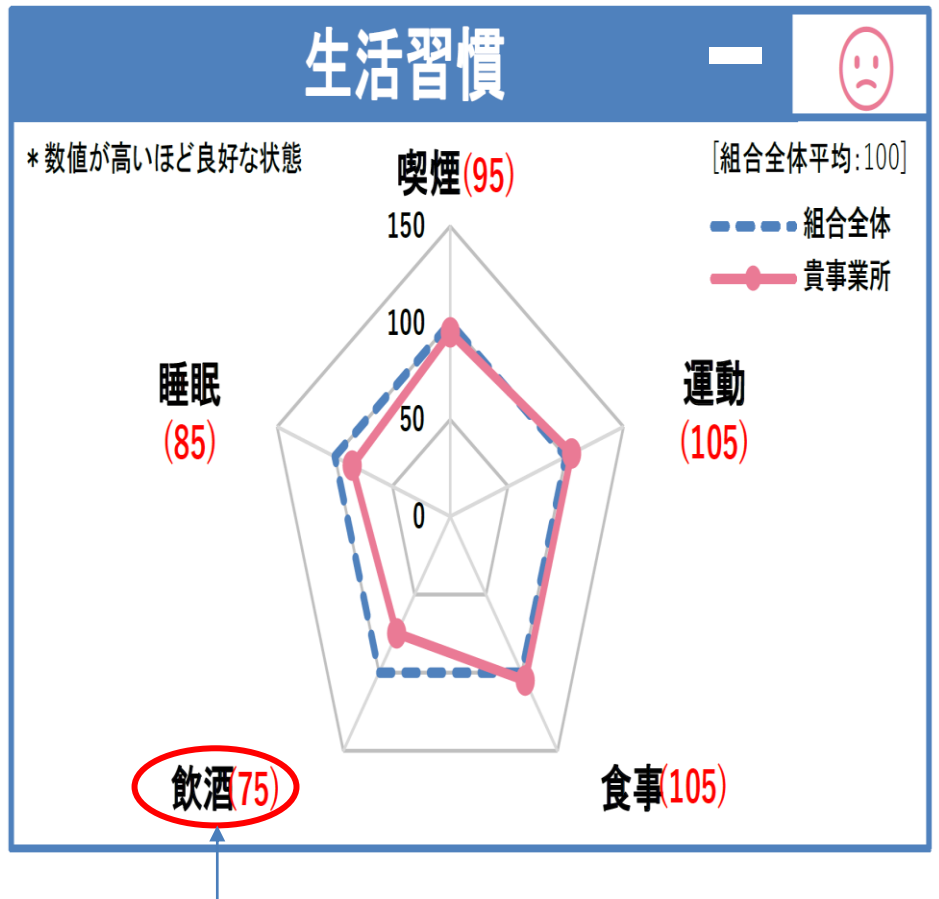 生活習慣
＊数値が高いほど良好な状態
[組合全体平均:100]
組合全体
貴事業所
喫煙(95)
150
100
50
0
睡眠
(85)
運動
(105)
飲酒(75)
食事(105)